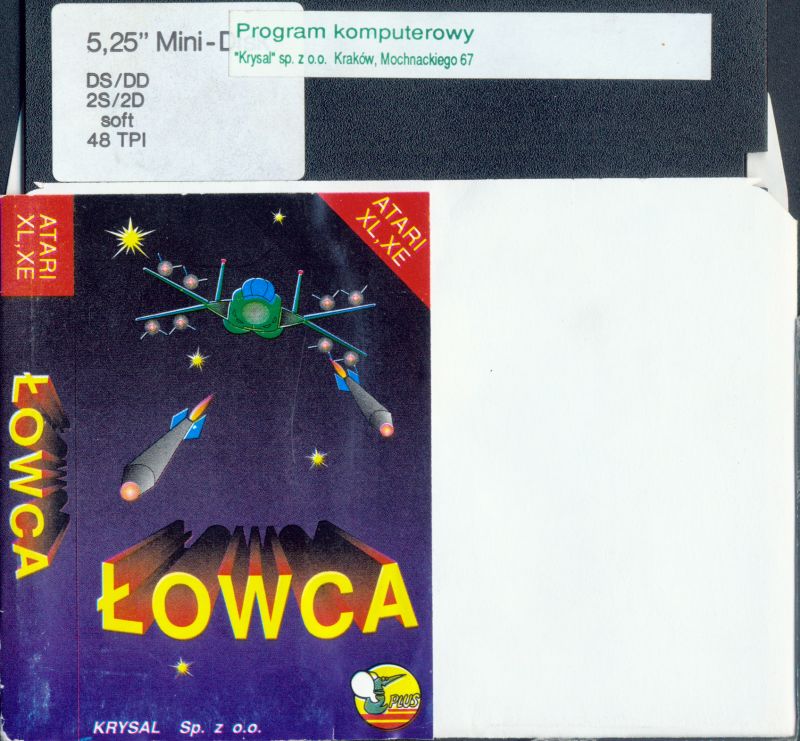 5,25" Mini-D
DS/DD
2S/2D
soft
48 TPI
Program komputerowy
"Krysal" sp. z o.o. Kraków, Mochnackiego 67
ATARI
XL,XE
ŁOWCA
ATARI
XL,XE
ŁOWCA
PLUS
KRYSAL Sp. z o.o.